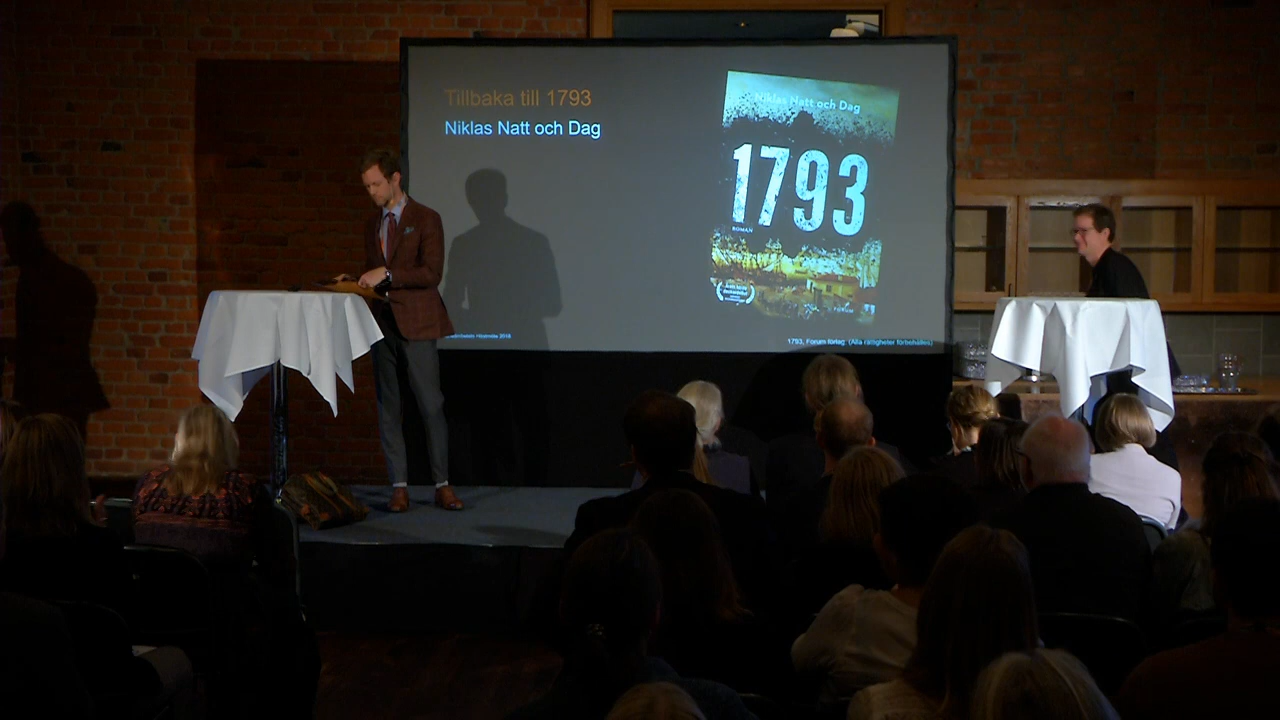 Tillbaka till 1793
Niklas Natt och Dag
Niklas Natt och Dag
1793
ROMAN
FORUM
1793, Forum förlag. (Alla rättigheter förbehålles)